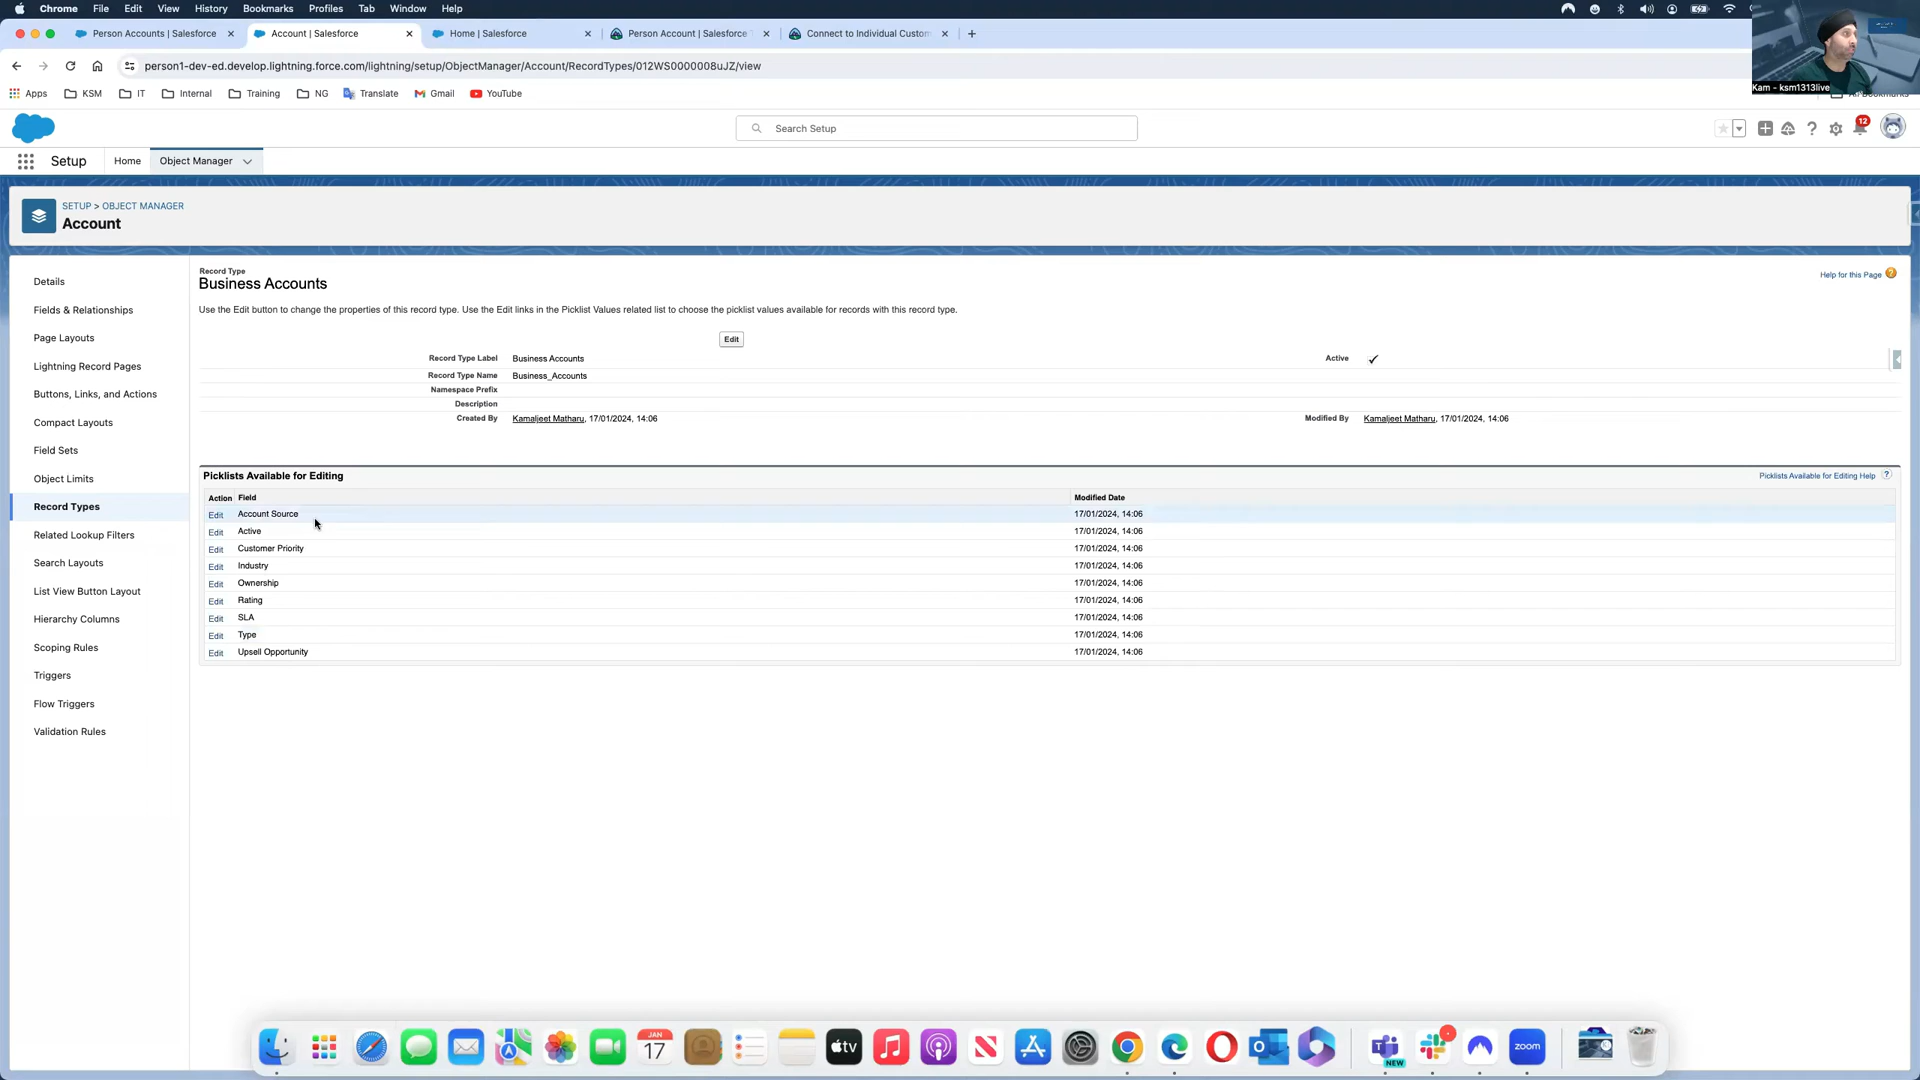 Chrome File Edit View History Bookmarks Profiles Tab Window Help
Person Accounts | Salesforce
Account | Salesforce
Home | Salesforce
Person Account | Salesforce
Connect to Individual Custom
person1-dev-ed.develop.lightning.force.com/lightning/setup/ObjectManager/Account/RecordTypes/012WS0000008uJZ/view
Kam - ksm1313live
Apps KSM IT Internal Training NG Translate Gmail YouTube
Search Setup
12
Setup Home Object Manager
SETUP > OBJECT MANAGER
Account
Details
Fields & Relationships
Page Layouts
Lightning Record Pages
Buttons, Links, and Actions
Compact Layouts
Field Sets
Object Limits
Record Types
Related Lookup Filters
Search Layouts
List View Button Layout
Hierarchy Columns
Scoping Rules
Triggers
Flow Triggers
Validation Rules
Record Type
Business Accounts
Help for this Page
Use the Edit button to change the properties of this record type. Use the Edit links in the Picklist Values related list to choose the picklist values available for records with this record type.
Edit
Record Type Label Business Accounts Active
Record Type Name Business_Accounts
Namespace Prefix
Description
Created By Kamaljeet Matharu, 17/01/2024, 14:06 Modified By Kamaljeet Matharu, 17/01/2024, 14:06
Picklists Available for Editing Picklists Available for Editing Help ?
Action Field Modified Date
Edit Account Source 17/01/2024, 14:06
Edit Active 17/01/2024, 14:06
Edit Customer Priority 17/01/2024, 14:06
Edit Industry 17/01/2024, 14:06
Edit Ownership 17/01/2024, 14:06
Edit Rating 17/01/2024, 14:06
Edit SLA 17/01/2024, 14:06
Edit Type 17/01/2024, 14:06
Edit Upsell Opportunity 17/01/2024, 14:06
JAN
17
tv
NEW
zoom